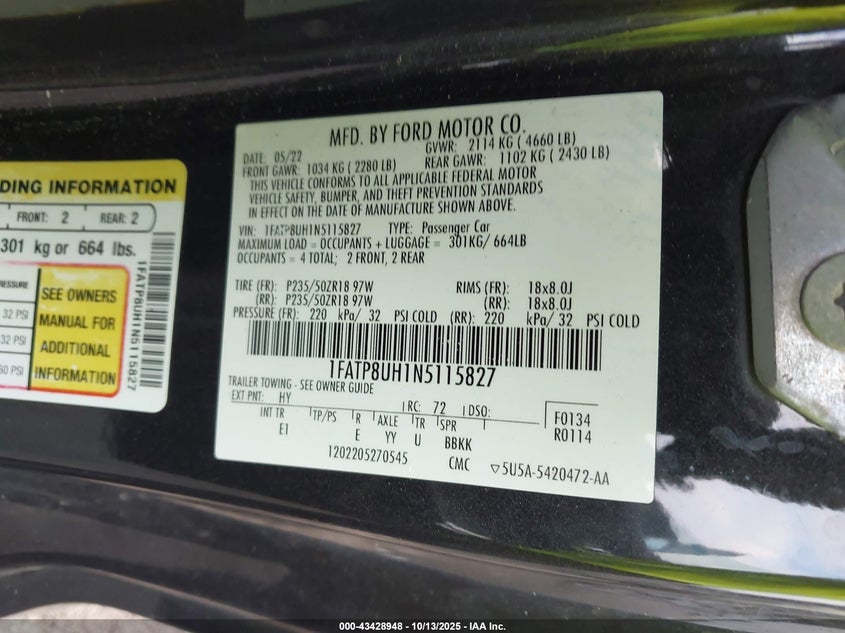 MFD. BY FORD MOTOR CO.
DATE: 05/22 GVWR: 2114 KG ( 4660 LB)
FRONT GAWR: 1034 KG ( 2280 LB) REAR GAWR: 1102 KG ( 2430 LB)
THIS VEHICLE CONFORMS TO ALL APPLICABLE FEDERAL MOTOR
VEHICLE SAFETY, BUMPER, AND THEFT PREVENTION STANDARDS
IN EFFECT ON THE DATE OF MANUFACTURE SHOWN ABOVE.
VIN: 1FATP8UH1N5115827 TYPE: Passenger Car
MAXIMUM LOAD = OCCUPANTS + LUGGAGE = 301KG/ 664LB
OCCUPANTS = 4 TOTAL; 2 FRONT, 2 REAR
TIRE (FR): P235/50ZR18 97W RIMS (FR): 18x8.0J
(RR): P235/50ZR18 97W (RR): 18x8.0J
PRESSURE (FR): 220 kPa/ 32 PSI COLD (RR): 220 kPa/ 32 PSI COLD
1FATP8UH1N5115827
TRAILER TOWING - SEE OWNER GUIDE
EXT PNT: HY RC: 72 DSO: F0134
INT TR TP/PS R AXLE TR SPR R0114
EI E YY U BBKK
1202205270545 CMC ▽5U5A-5420472-AA
DING INFORMATION
FRONT: 2 REAR: 2
301 kg or 664 lbs.
RESSURE
32 PSI
32 PSI
60 PSI
SEE OWNERS
MANUAL FOR
ADDITIONAL
INFORMATION
1FATP8UH1N5115827
000-43428948 - 10/13/2025 - IAA Inc.